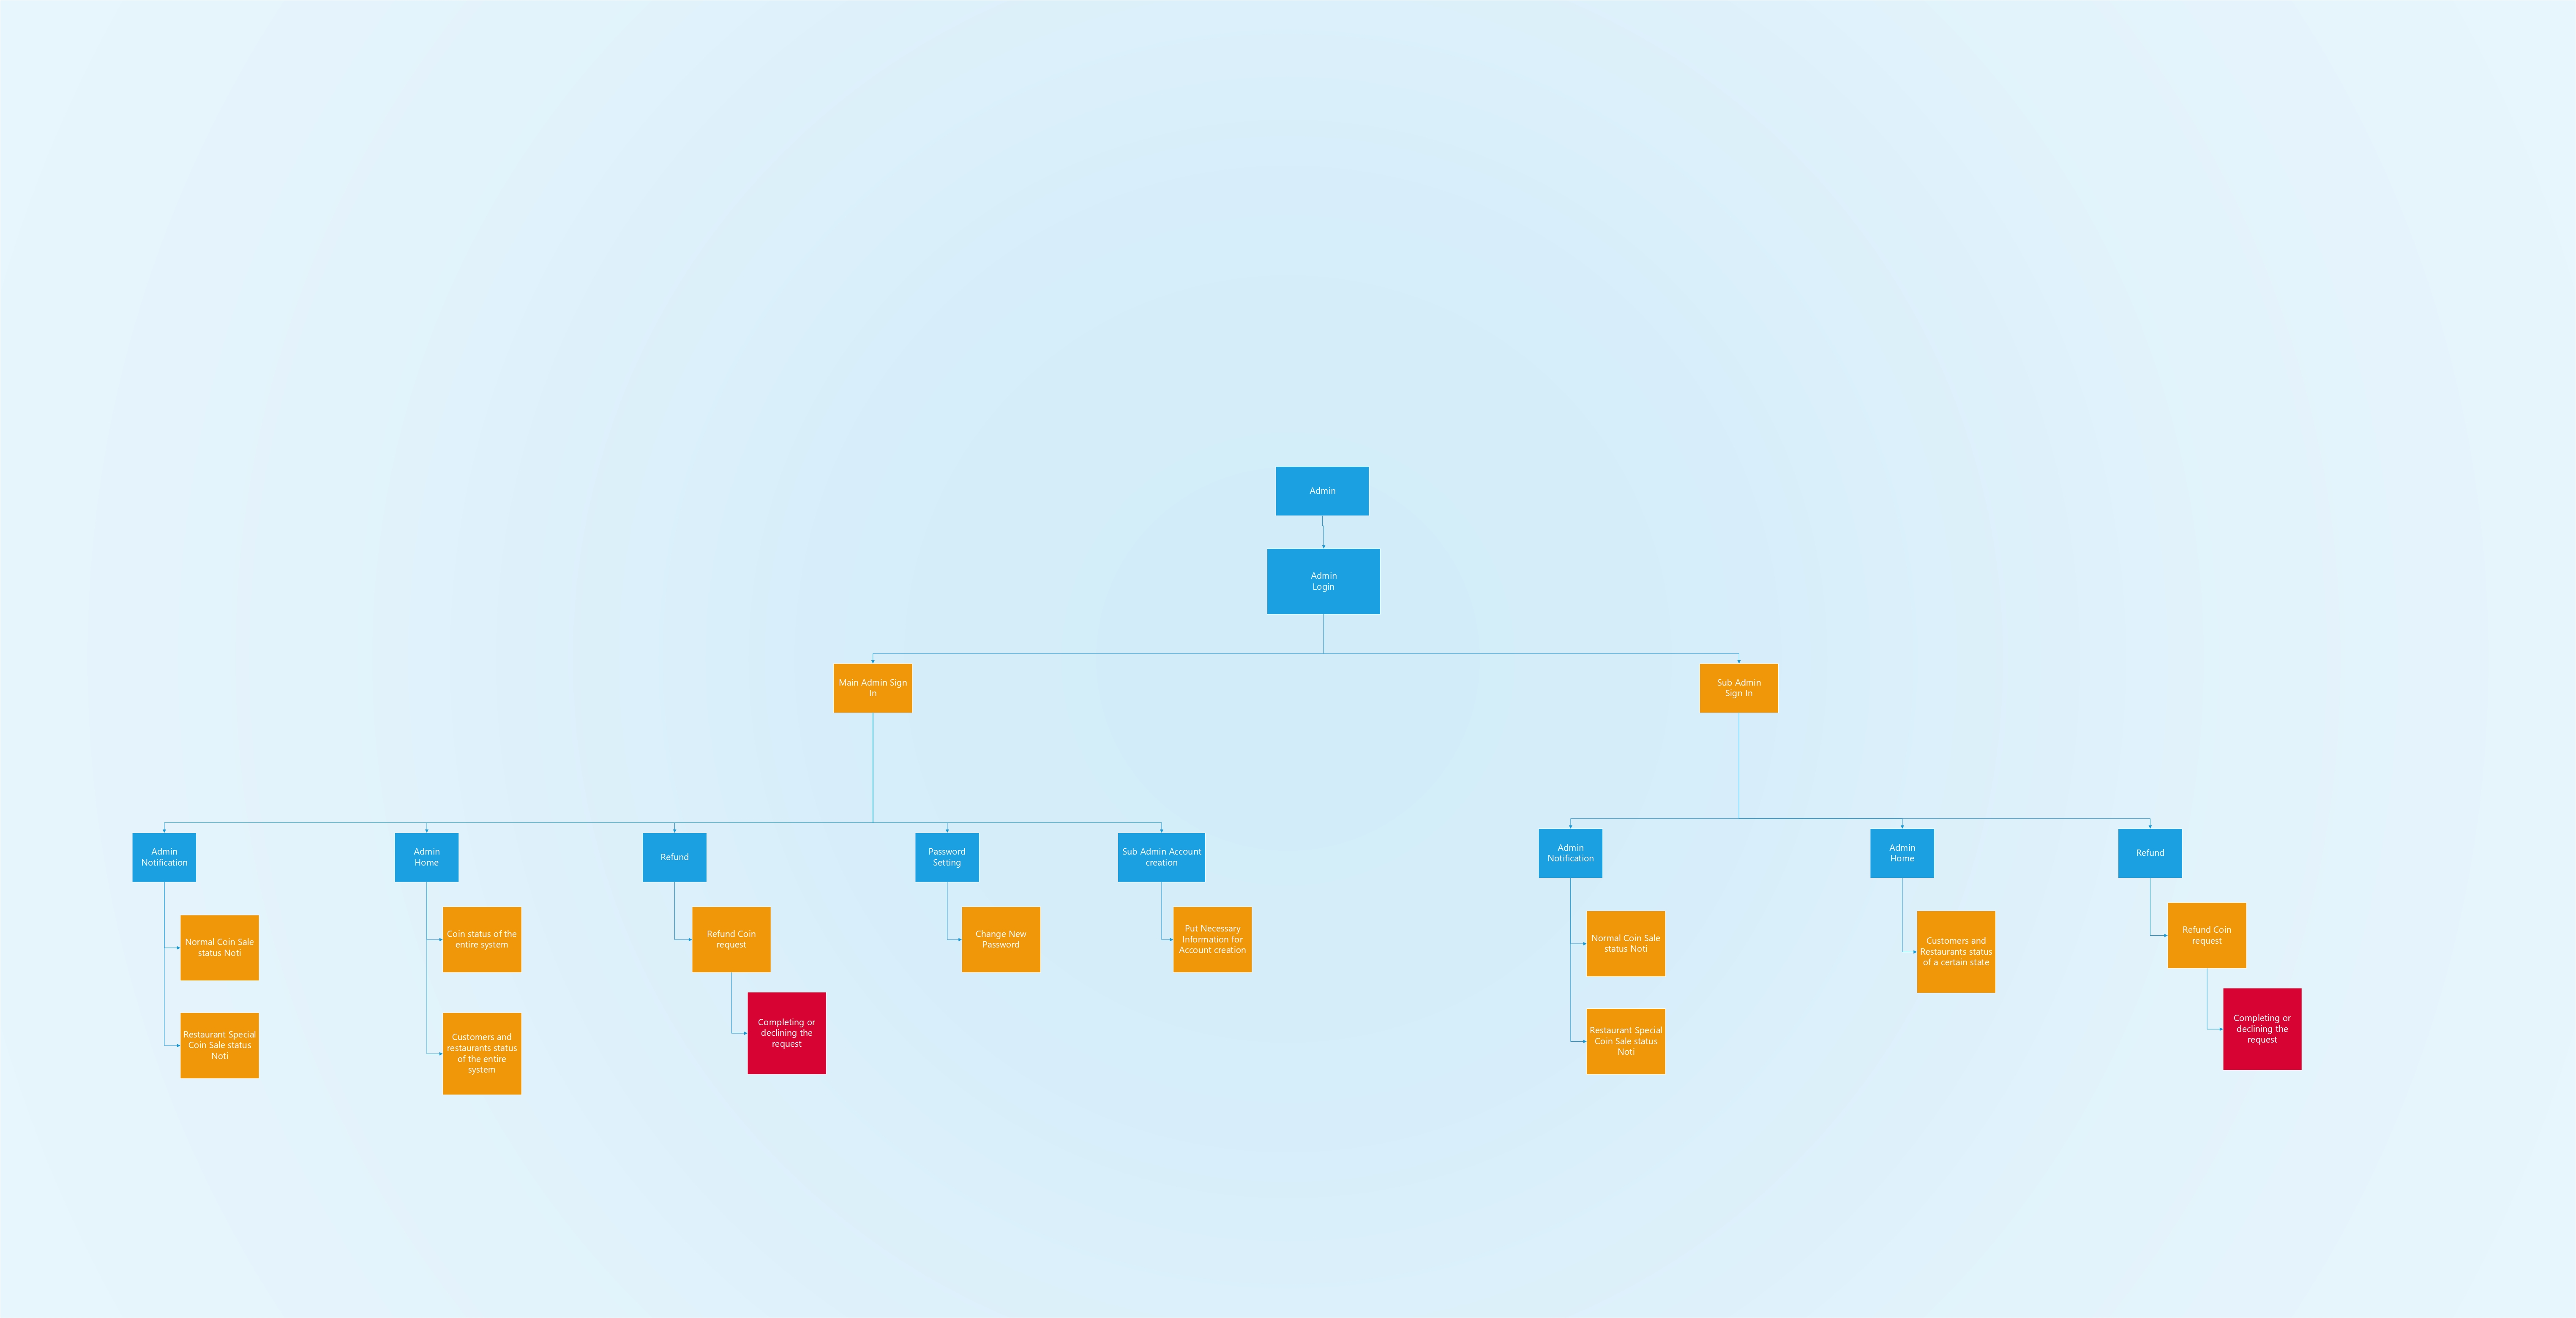 Admin
Admin
Login
Main Admin Sign
In
Sub Admin
Sign In
Admin
Notification
Normal Coin Sale
status Noti
Restaurant Special
Coin Sale status
Noti
Admin
Home
Coin status of the
entire system
Customers and
restaurants status
of the entire
system
Refund
Refund Coin
request
Completing or
declining the
request
Password
Setting
Change New
Password
Sub Admin Account
creation
Put Necessary
Information for
Account creation
Admin
Notification
Normal Coin Sale
status Noti
Restaurant Special
Coin Sale status
Noti
Admin
Home
Customers and
Restaurants status
of a certain state
Refund
Refund Coin
request
Completing or
declining the
request